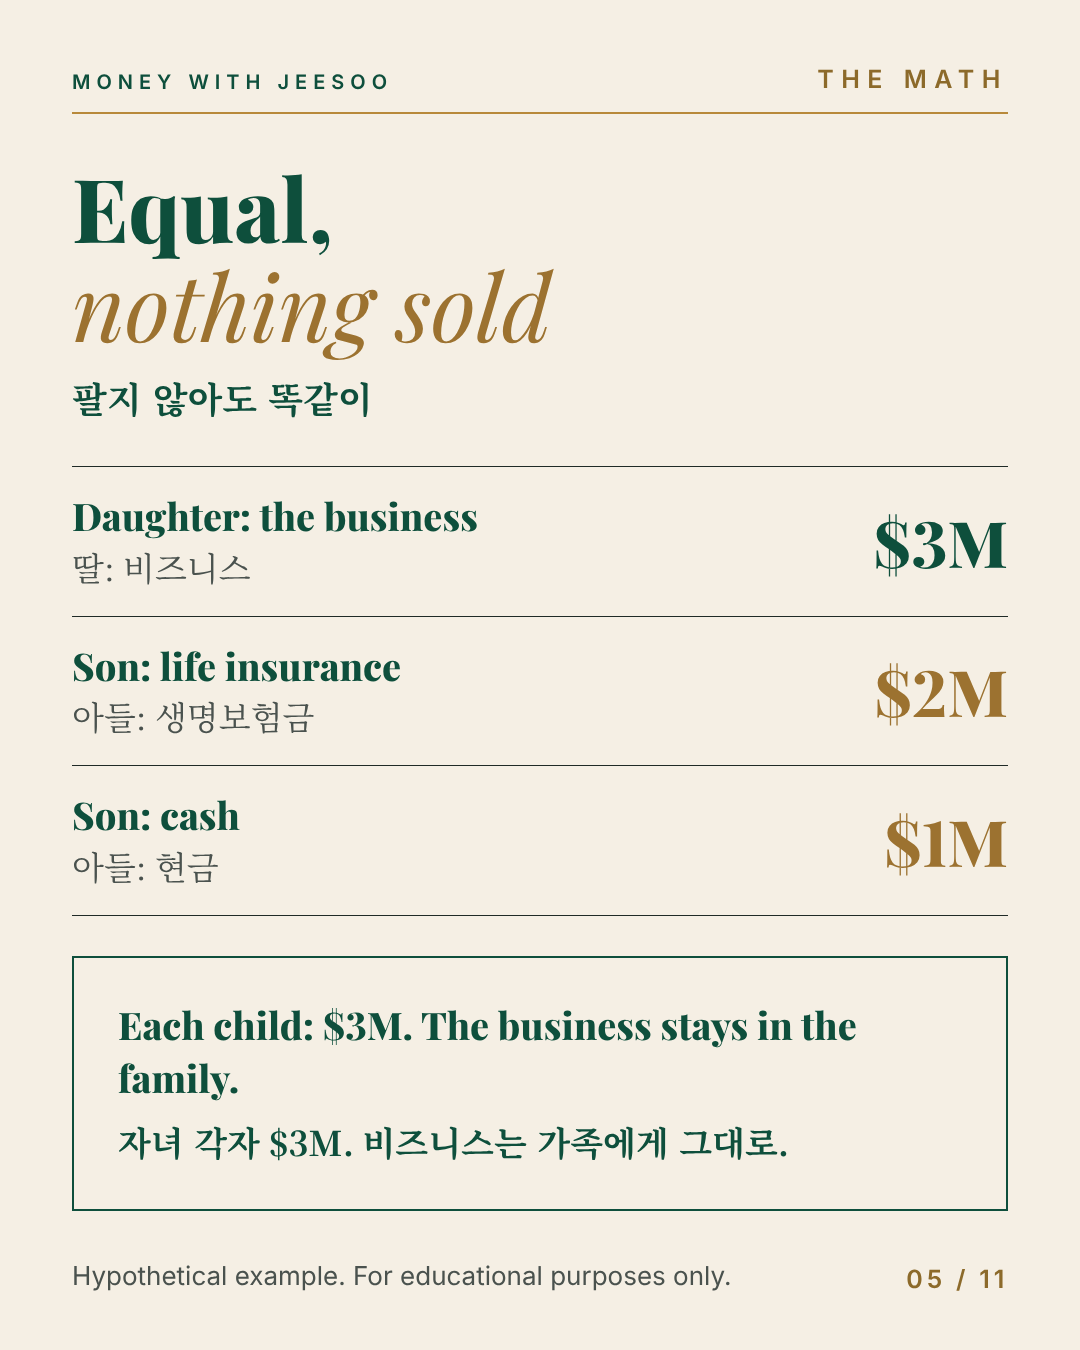 MONEY WITH JEESOO
THE MATH
Equal,
nothing sold
팔지 않아도 똑같이
Daughter: the business
딸: 비즈니스
$3M
Son: life insurance
아들: 생명보험금
$2M
Son: cash
아들: 현금
$1M
Each child: $3M. The business stays in the
family.
자녀 각자 $3M. 비즈니스는 가족에게 그대로.
Hypothetical example. For educational purposes only.
05 / 11